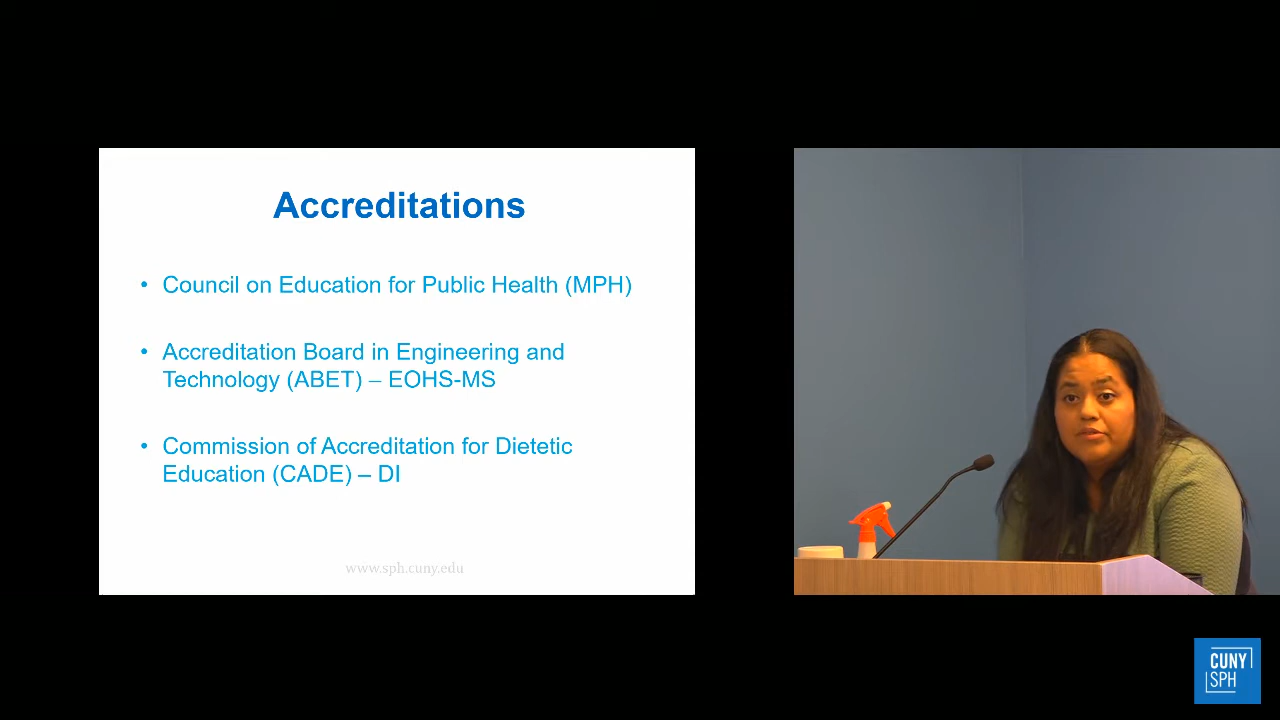 Accreditations
• Council on Education for Public Health (MPH)
• Accreditation Board in Engineering and
Technology (ABET) – EOHS-MS
• Commission of Accreditation for Dietetic
Education (CADE) – DI
www.sph.cuny.edu
CUNY
SPH